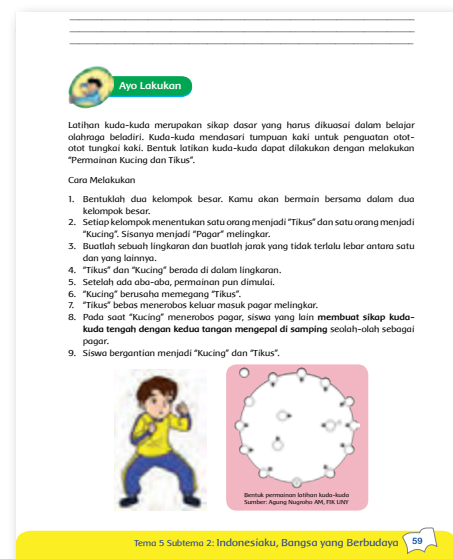 Ayo Lakukan
Latihan kuda-kuda merupakan sikap dasar yang harus dikuasai dalam belajar
olahraga beladiri. Kuda-kuda mendasari tumpuan kaki untuk penguatan otot-
otot tungkai kaki. Bentuk latikan kuda-kuda dapat dilakukan dengan melakukan
“Permainan Kucing dan Tikus”.
Cara Melakukan
1. Bentuklah dua kelompok besar. Kamu akan bermain bersama dalam dua
kelompok besar.
2. Setiap kelompok menentukan satu orang menjadi “Tikus” dan satu orang menjadi
“Kucing”. Sisanya menjadi “Pagar” melingkar.
3. Buatlah sebuah lingkaran dan buatlah jarak yang tidak terlalu lebar antara satu
dan yang lainnya.
4. “Tikus” dan “Kucing” berada di dalam lingkaran.
5. Setelah ada aba-aba, permainan pun dimulai.
6. “Kucing” berusaha memegang “Tikus”.
7. “Tikus” bebas menerobos keluar masuk pagar melingkar.
8. Pada saat “Kucing” menerobos pagar, siswa yang lain membuat sikap kuda-
kuda tengah dengan kedua tangan mengepal di samping seolah-olah sebagai
pagar.
9. Siswa bergantian menjadi “Kucing” dan “Tikus”.
Bentuk permainan latihan kuda-kuda
Sumber: Agung Nugroho AM, FIK UNY
Tema 5 Subtema 2: Indonesiaku, Bangsa yang Berbudaya 59